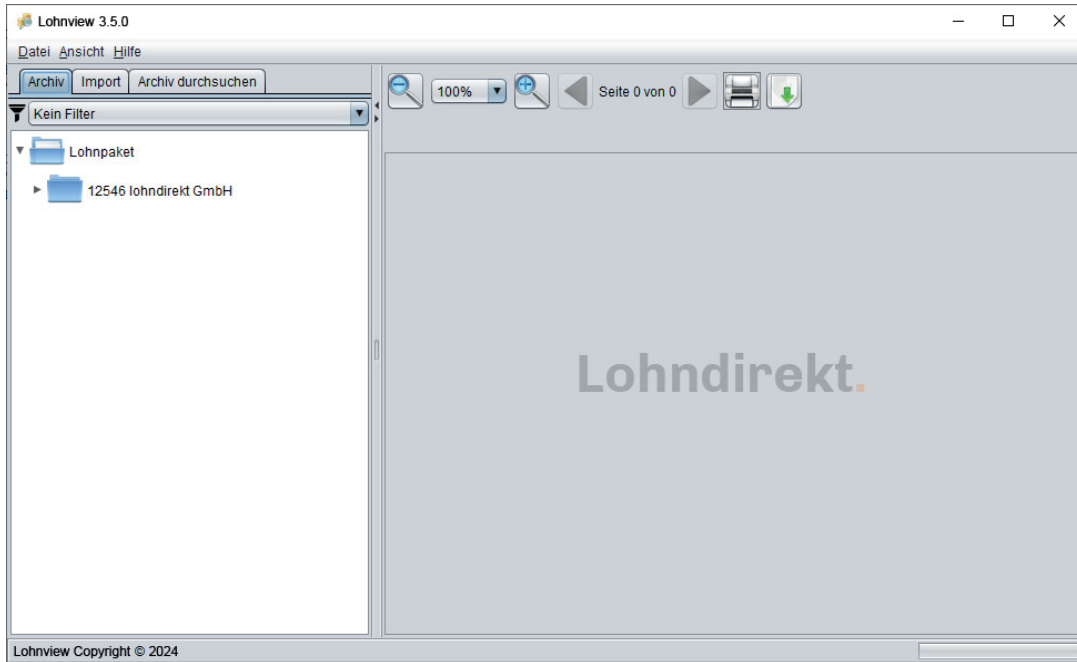 Lohnview 3.5.0
Datei Ansicht Hilfe
Archiv Import Archiv durchsuchen
100% Seite 0 von 0
Kein Filter
Lohnpaket
12546 lohndirekt GmbH
Lohndirekt.
Lohnview Copyright © 2024